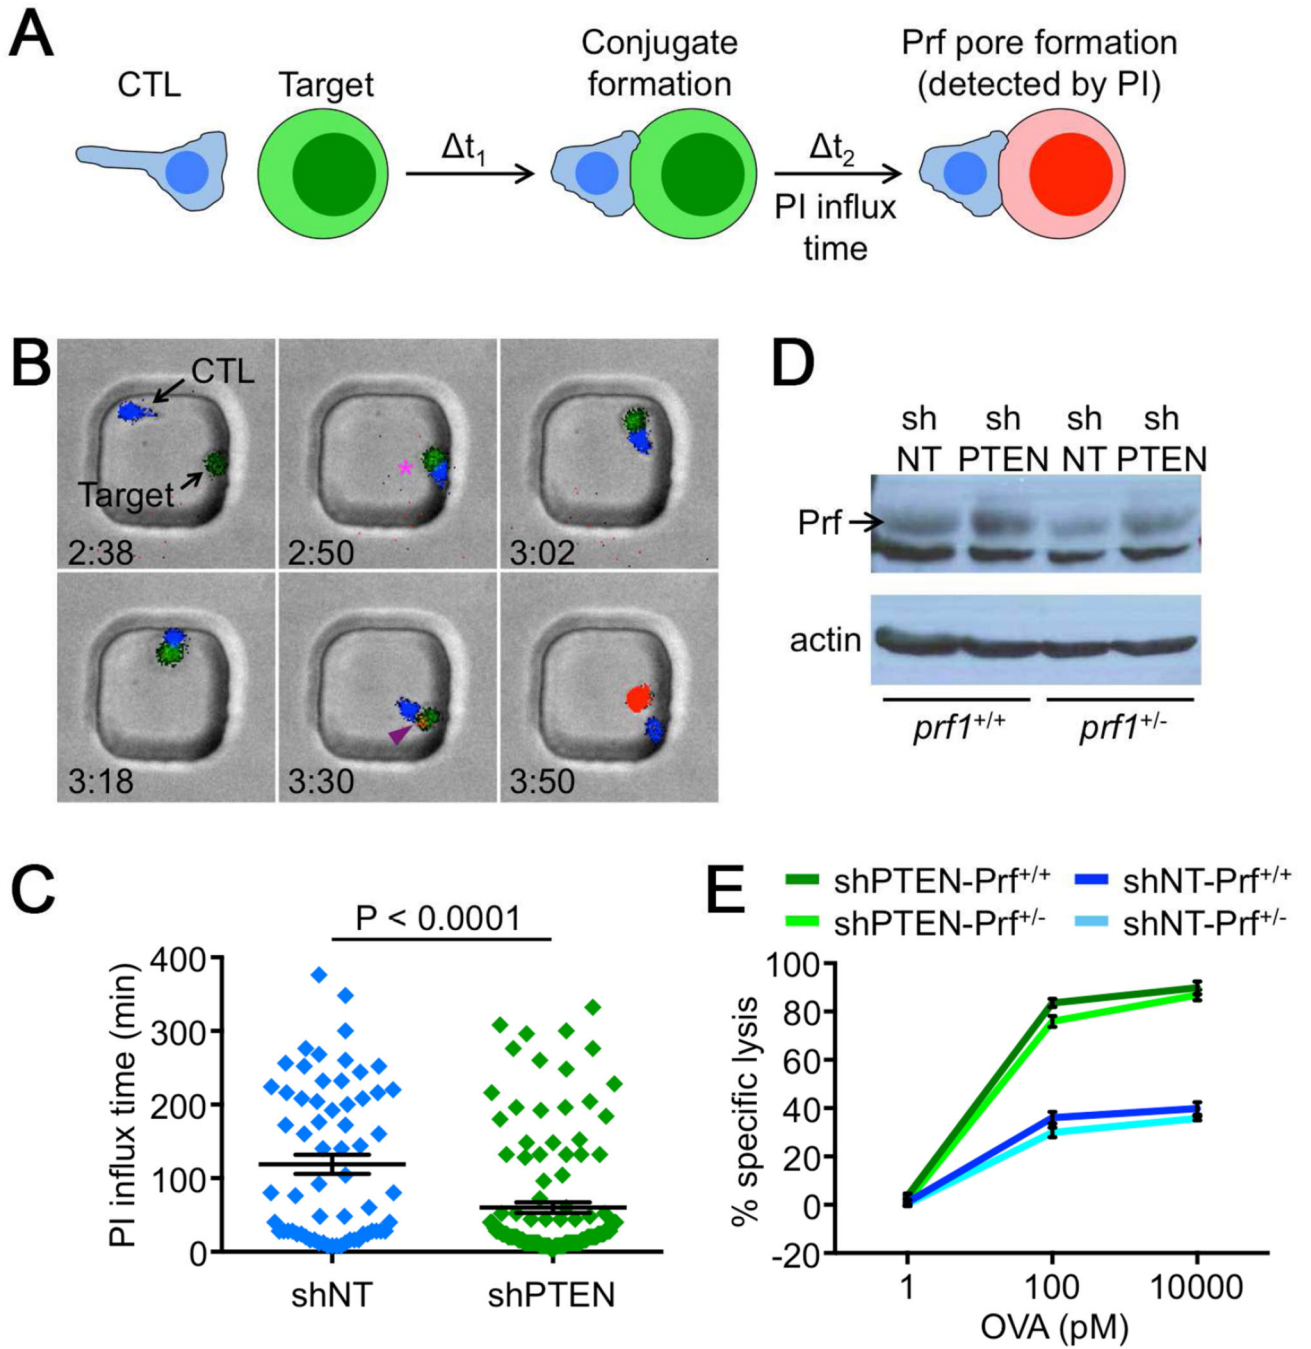 A
CTL
Target
Conjugate
formation
Prf pore formation
(detected by PI)
Δt1
Δt2
PI influx
time
B
CTL
Target
2:38
*
2:50
3:02
3:18
3:30
3:50
D
sh
NT
sh
PTEN
sh
NT
sh
PTEN
Prf
actin
prf1+/+
prf1+/-
C
P < 0.0001
PI influx time (min)
400
300
200
100
0
shNT
shPTEN
E
shPTEN-Prf+/+
shNT-Prf+/+
shPTEN-Prf+/-
shNT-Prf+/-
% specific lysis
100
80
60
40
20
0
-20
1
100
10000
OVA (pM)